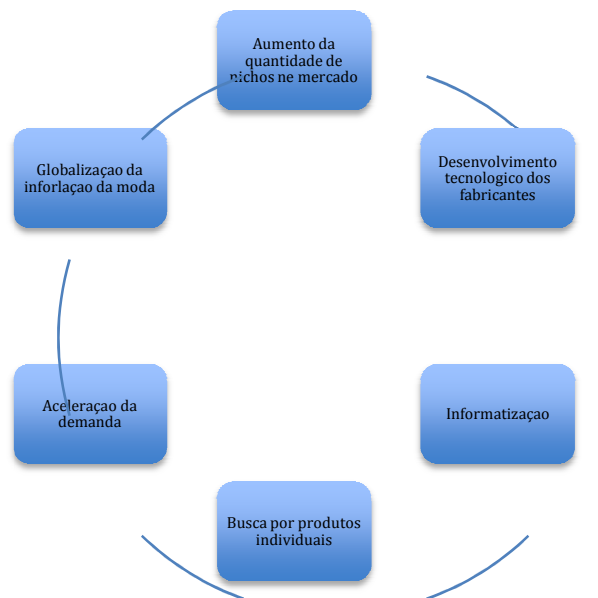 Aumento da
quantidade de
nichos ne mercado
Desenvolvimento
tecnologico dos
fabricantes
Informatizaçao
Busca por produtos
individuais
Aceleraçao da
demanda
Globalizaçao da
inforlaçao da moda